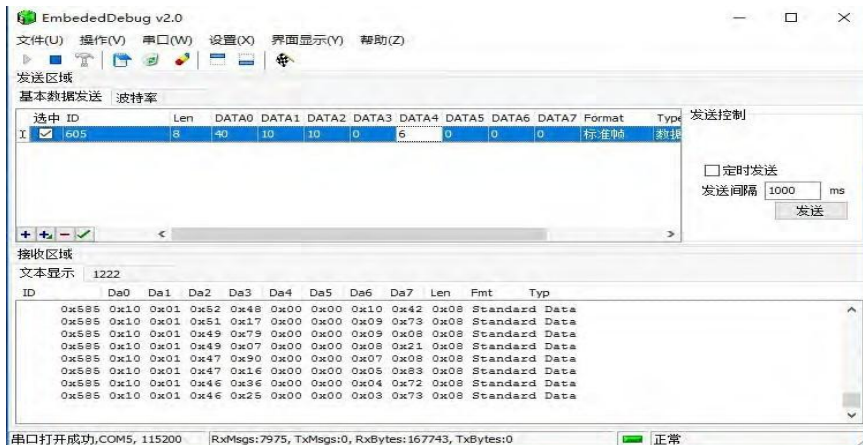 EmbededDebug v2.0
文件(U) 操作(V) 串口(W) 设置(X) 界面显示(Y) 帮助(Z)
发送区域
基本数据发送 波特率
选中 ID Len DATA0 DATA1 DATA2 DATA3 DATA4 DATA5 DATA6 DATA7 Format Type
605 8 40 10 10 0 6 0 0 0 标准帧 数据
发送控制
定时发送
发送间隔 1000 ms
发送
接收区域
文本显示 1222
ID Da0 Da1 Da2 Da3 Da4 Da5 Da6 Da7 Len Fmt Typ
0x585 0x10 0x01 0x52 0x48 0x00 0x00 0x10 0x42 0x08 Standard Data
0x585 0x10 0x01 0x51 0x17 0x00 0x00 0x09 0x73 0x08 Standard Data
0x585 0x10 0x01 0x49 0x79 0x00 0x00 0x09 0x08 0x08 Standard Data
0x585 0x10 0x01 0x49 0x07 0x00 0x00 0x08 0x21 0x08 Standard Data
0x585 0x10 0x01 0x47 0x90 0x00 0x00 0x07 0x08 0x08 Standard Data
0x585 0x10 0x01 0x47 0x16 0x00 0x00 0x05 0x83 0x08 Standard Data
0x585 0x10 0x01 0x46 0x36 0x00 0x00 0x04 0x72 0x08 Standard Data
0x585 0x10 0x01 0x46 0x25 0x00 0x00 0x03 0x73 0x08 Standard Data
串口打开成功,COM5, 115200 RxMsgs:7975, TxMsgs:0, RxBytes:167743, TxBytes:0 正常